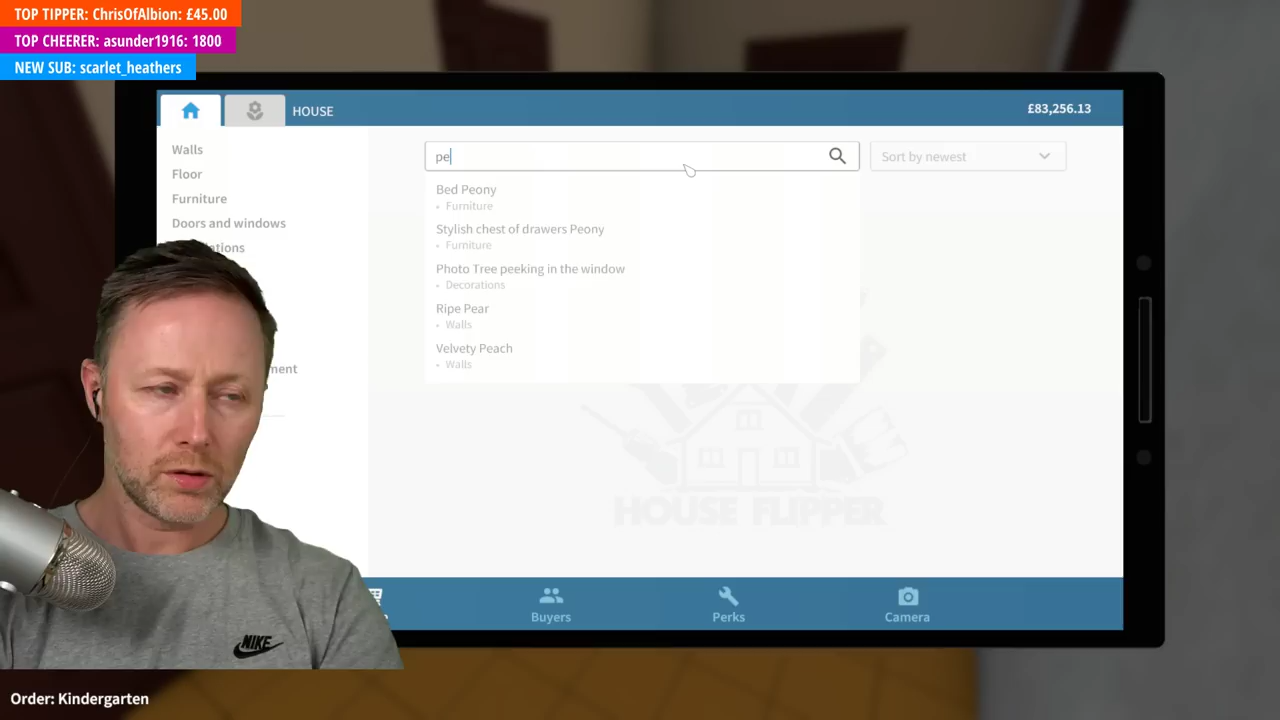 TOP TIPPER: ChrisOfAlbion: £45.00
TOP CHEERER: asunder1916: 1800
NEW SUB: scarlet_heathers
HOUSE
£83,256.13
Walls
Floor
Furniture
Doors and windows
pe
Sort by newest
Bed Peony
• Furniture
Stylish chest of drawers Peony
• Furniture
Photo Tree peeking in the window
• Decorations
Ripe Pear
• Walls
Velvety Peach
• Walls
HOUSE FLIPPER
Buyers
Perks
Camera
NIKE
Order: Kindergarten